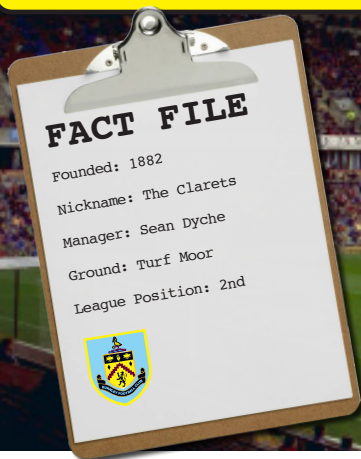 FACT FILE
Founded: 1882
Nickname: The Clarets
Manager: Sean Dyche
Ground: Turf Moor
League Position: 2nd